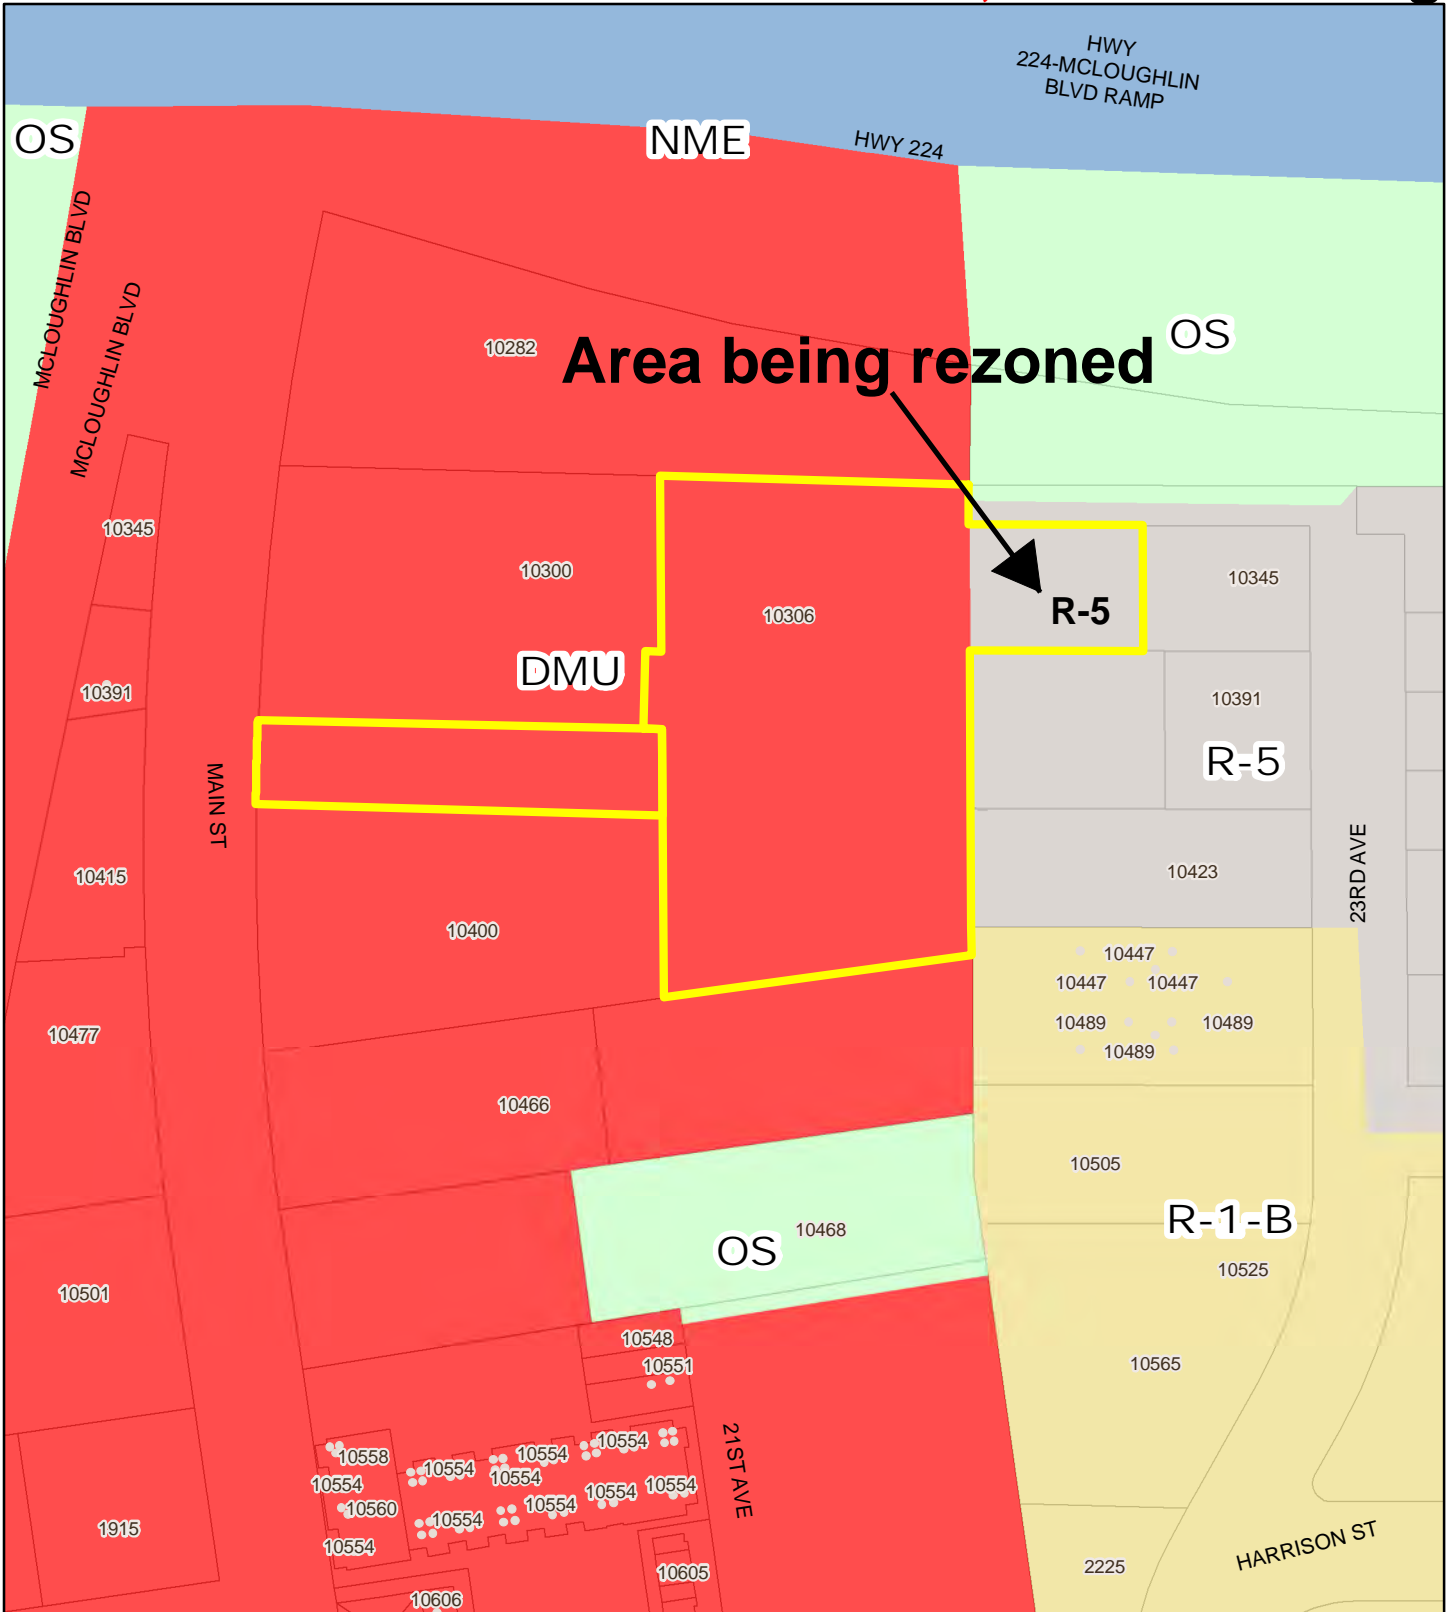 HWY
224-MCLOUGHLIN
BLVD RAMP
OS
NME
HWY 224
MCLOUGHLIN BLVD
MCLOUGHLIN BLVD
OS
10282
Area being rezoned
10345
10300
10306
10345
R-5
DMU
10391
10391
R-5
MAIN ST
10415
10400
10423
23RD AVE
10447
10447
10447
10477
10489
10489
10489
10466
10505
10468
R-1-B
OS
10525
10501
10548
10551
10565
10558
10554
10554
10554
10554
10554
10554
10560
10554
10554
10554
10554
21ST AVE
1915
10605
10606
2225
HARRISON ST